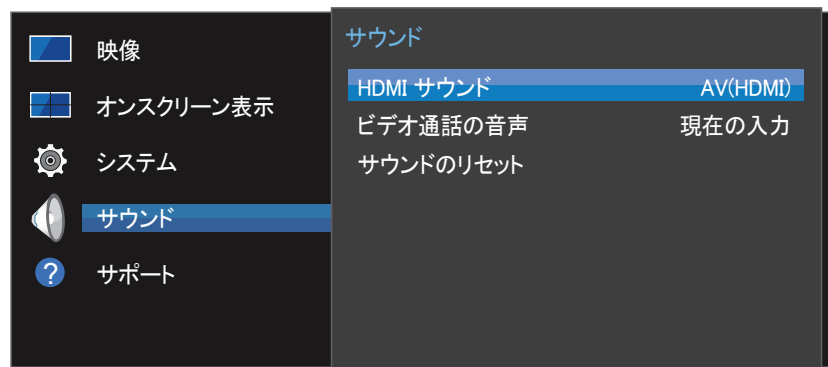 映像
オンスクリーン表示
システム
サウンド
サポート
サウンド
HDMI サウンド AV(HDMI)
ビデオ通話の音声 現在の入力
サウンドのリセット